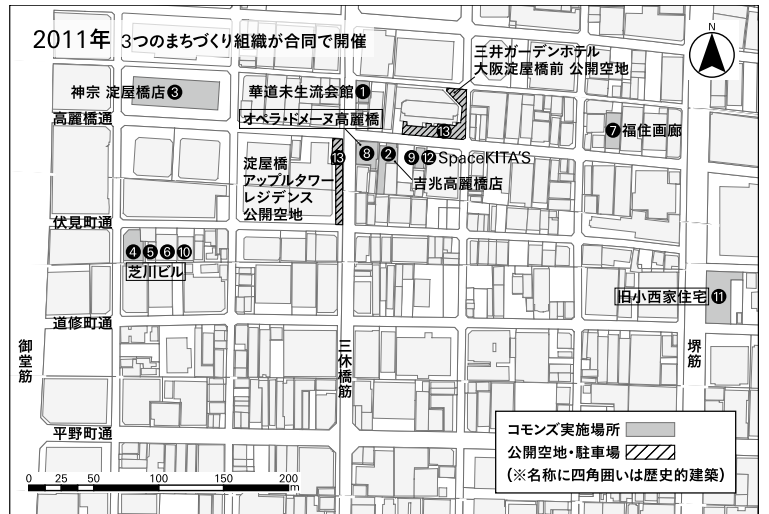 2011年 3つのまちづくり組織が合同で開催
N
三井ガーデンホテル
大阪淀屋橋前 公開空地
神宗 淀屋橋店❸
華道未生流会館❶
高麗橋通
オペラ・ドメーヌ高麗橋
⓭
❼福住画廊
⓭
❽ ❷ ❾ ⓬SpaceKITA'S
淀屋橋
アップルタワー
レジデンス
公開空地
吉兆高麗橋店
伏見町通
❹ ❺ ❻ ❿
芝川ビル
旧小西家住宅⓫
道修町通
御堂筋
三休橋筋
堺筋
平野町通
コモンズ実施場所
公開空地・駐車場
(※名称に四角囲いは歴史的建築)
0 25 50 100 150 200
m